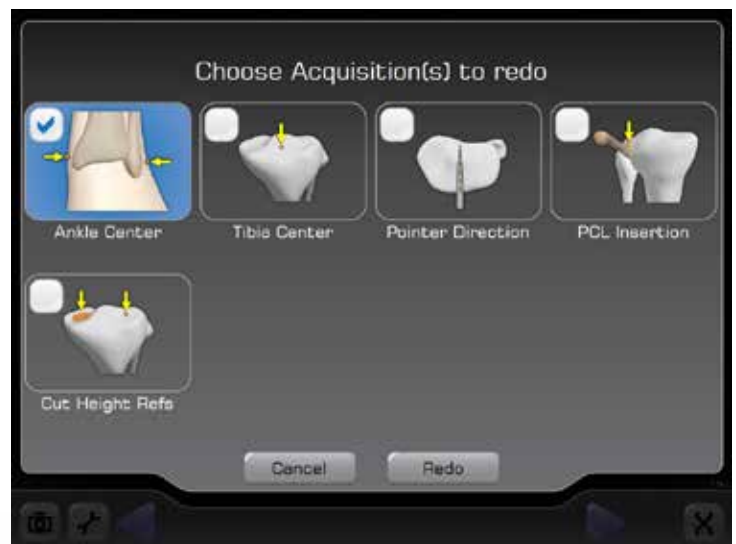 Choose Acquisition(s) to redo
Ankle Center
Tibia Center
Pointer Direction
PCL Insertion
Cut Height Refs
Cancel
Redo